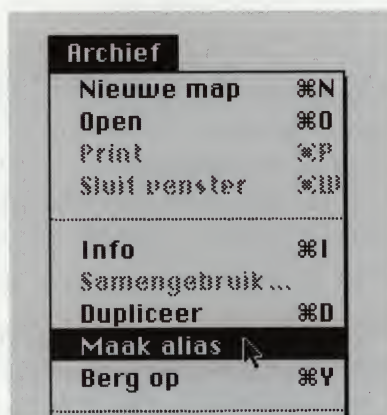 Archief
Nieuwe map ⌘N
Open ⌘O
Print ⌘P
Sluit venster ⌘W
Info ⌘I
Samengebruik...
Dupliceer ⌘D
Maak alias
Berg op ⌘Y